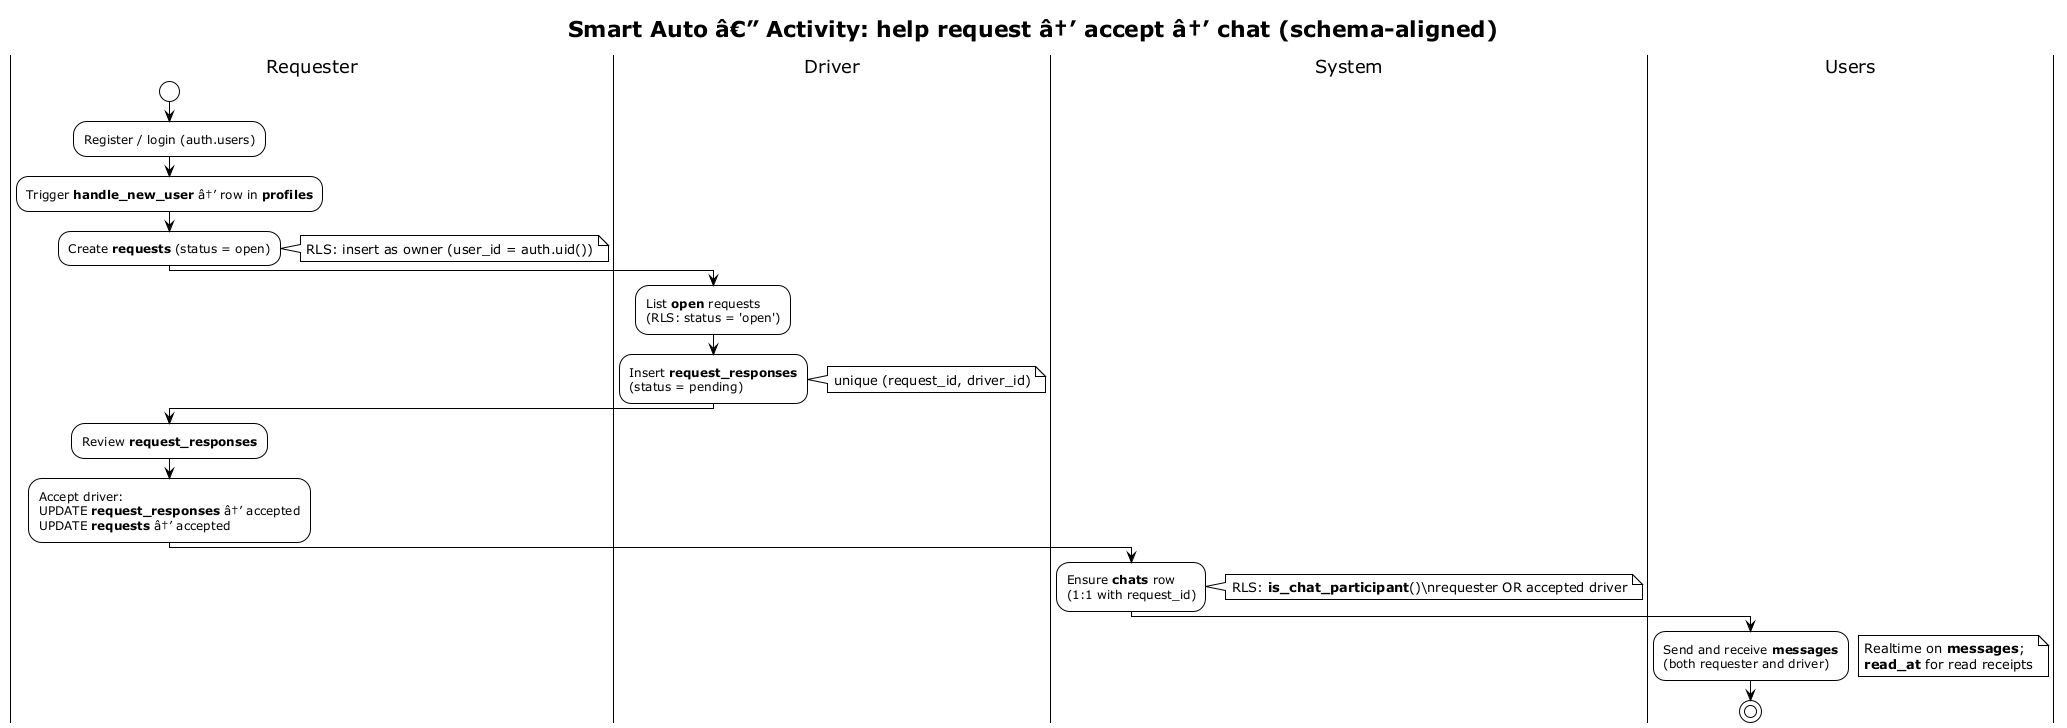 Smart Auto â€” Activity: help request â†’ accept â†’ chat (schema-aligned)
Requester
Driver
System
Users
Register / login (auth.users)
Trigger handle_new_user â†’ row in profiles
Create requests (status = open)
RLS: insert as owner (user_id = auth.uid())
List open requests
(RLS: status = 'open')
Insert request_responses
(status = pending)
unique (request_id, driver_id)
Review request_responses
Accept driver:
UPDATE request_responses â†’ accepted
UPDATE requests â†’ accepted
Ensure chats row
(1:1 with request_id)
RLS: is_chat_participant()\nrequester OR accepted driver
Send and receive messages
(both requester and driver)
Realtime on messages;
read_at for read receipts